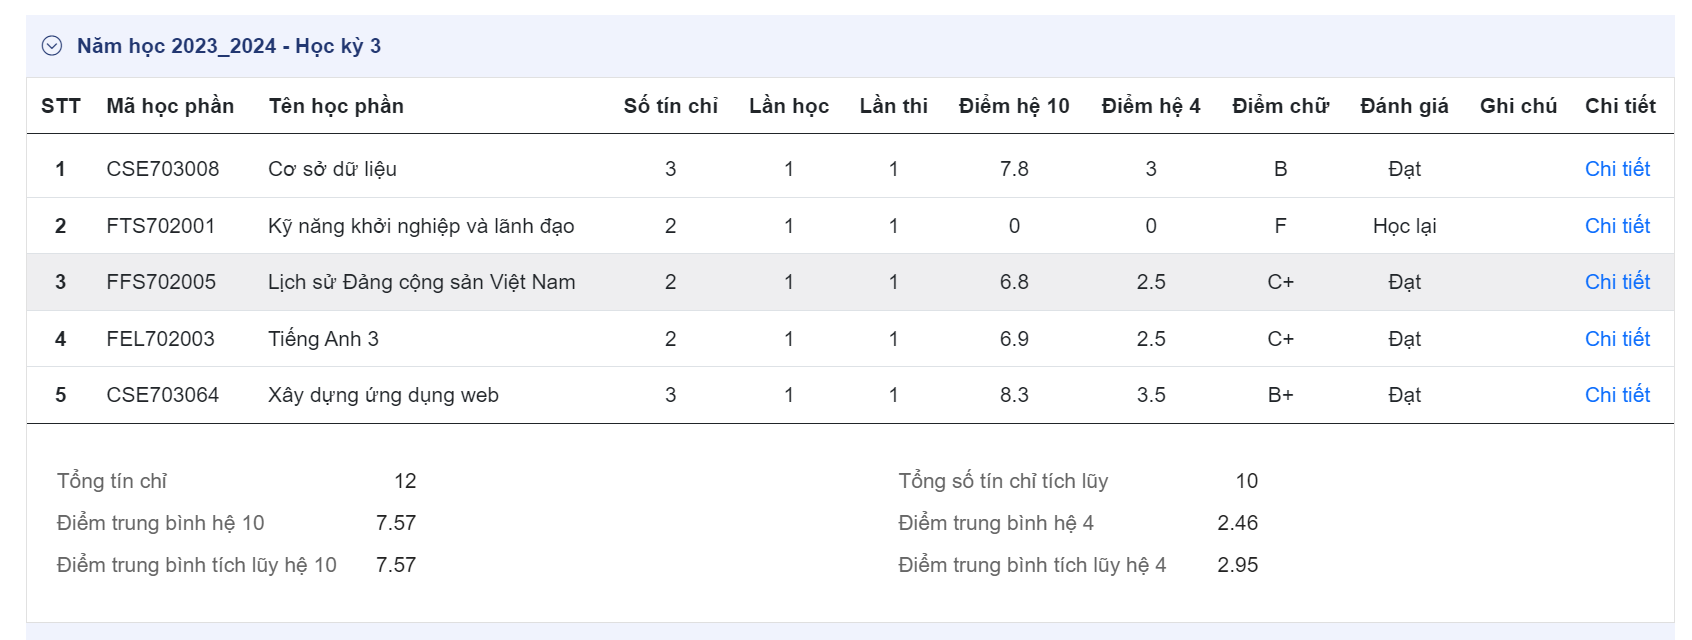 Năm học 2023_2024 - Học kỳ 3
STT Mã học phần Tên học phần Số tín chỉ Lần học Lần thi Điểm hệ 10 Điểm hệ 4 Điểm chữ Đánh giá Ghi chú Chi tiết
1 CSE703008 Cơ sở dữ liệu 3 1 1 7.8 3 B Đạt Chi tiết
2 FTS702001 Kỹ năng khởi nghiệp và lãnh đạo 2 1 1 0 0 F Học lại Chi tiết
3 FFS702005 Lịch sử Đảng cộng sản Việt Nam 2 1 1 6.8 2.5 C+ Đạt Chi tiết
4 FEL702003 Tiếng Anh 3 2 1 1 6.9 2.5 C+ Đạt Chi tiết
5 CSE703064 Xây dựng ứng dụng web 3 1 1 8.3 3.5 B+ Đạt Chi tiết
Tổng tín chỉ 12 Tổng số tín chỉ tích lũy 10
Điểm trung bình hệ 10 7.57 Điểm trung bình hệ 4 2.46
Điểm trung bình tích lũy hệ 10 7.57 Điểm trung bình tích lũy hệ 4 2.95